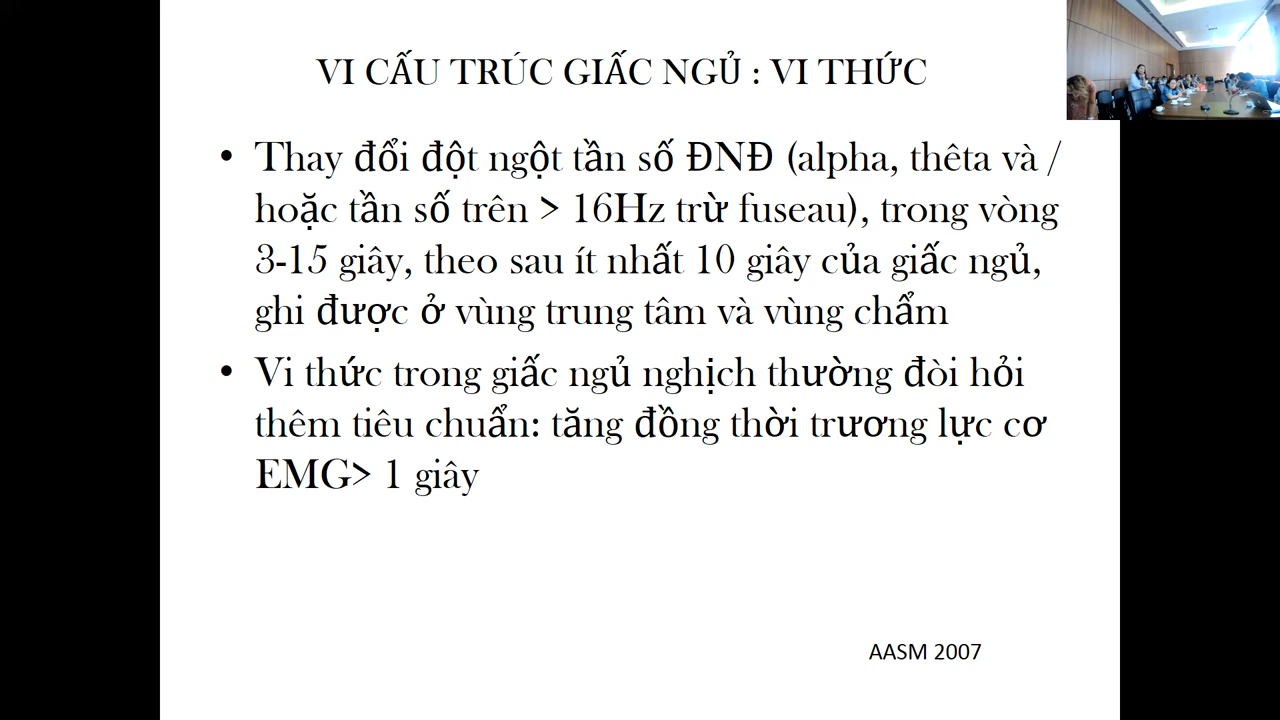 VI CẤU TRÚC GIẤC NGỦ : VI THỨC
• Thay đổi đột ngột tần số ĐNĐ (alpha, thêta và /
hoặc tần số trên > 16Hz trừ fuseau), trong vòng
3-15 giây, theo sau ít nhất 10 giây của giấc ngủ,
ghi được ở vùng trung tâm và vùng chẩm
• Vi thức trong giấc ngủ nghịch thường đòi hỏi
thêm tiêu chuẩn: tăng đồng thời trương lực cơ
EMG> 1 giây
AASM 2007